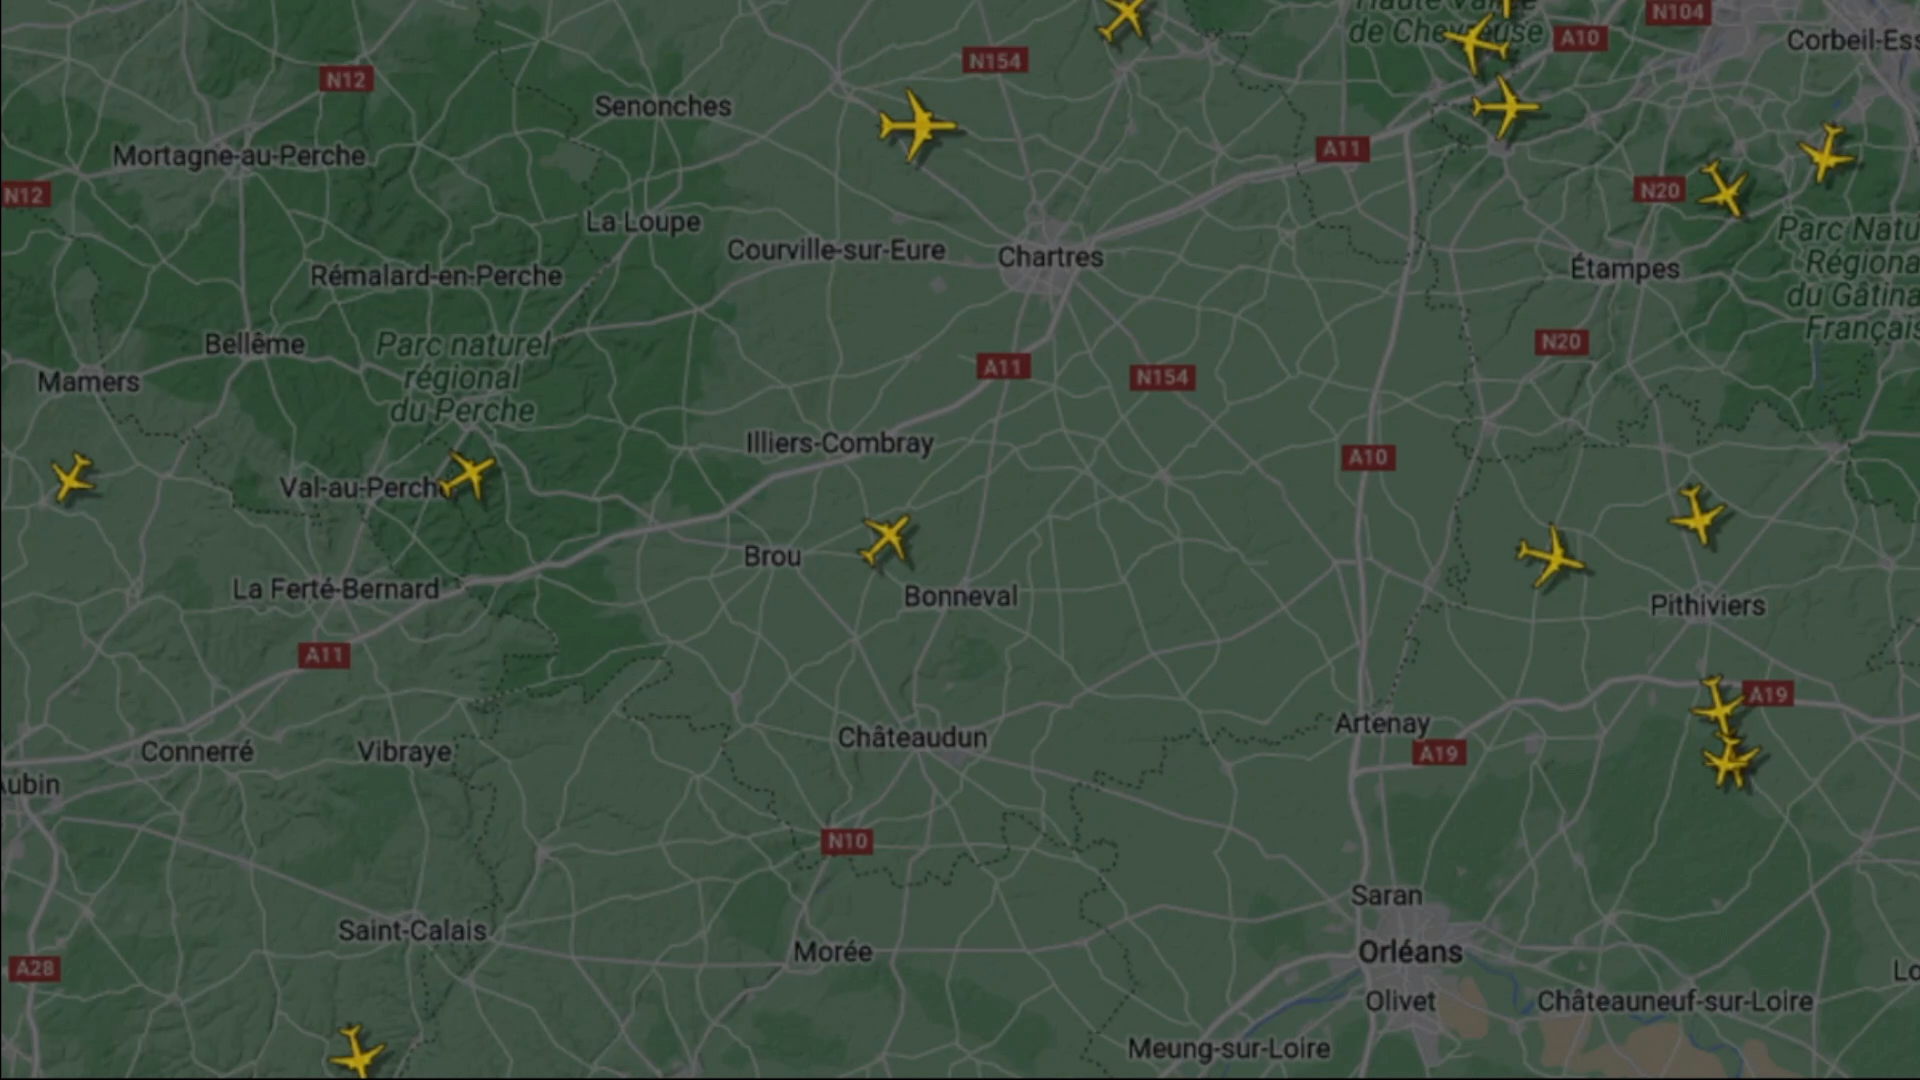 Haute Vallée
de Chevreuse
N104
A10
Corbeil-Ess
N154
N12
Senonches
A11
Mortagne-au-Perche
N12
N20
La Loupe
Courville-sur-Eure
Chartres
Parc Natu
Régiona
du Gâtina
Français
Étampes
Rémalard-en-Perche
Bellême
Parc naturel
régional
du Perche
N20
A11
N154
Mamers
Illiers-Combray
A10
Val-au-Perche
Brou
La Ferté-Bernard
Bonneval
Pithiviers
A11
A19
Artenay
Châteaudun
A19
Connerré
Vibraye
Aubin
N10
Saran
Saint-Calais
Morée
Orléans
A28
Lo
Olivet
Châteauneuf-sur-Loire
Meung-sur-Loire